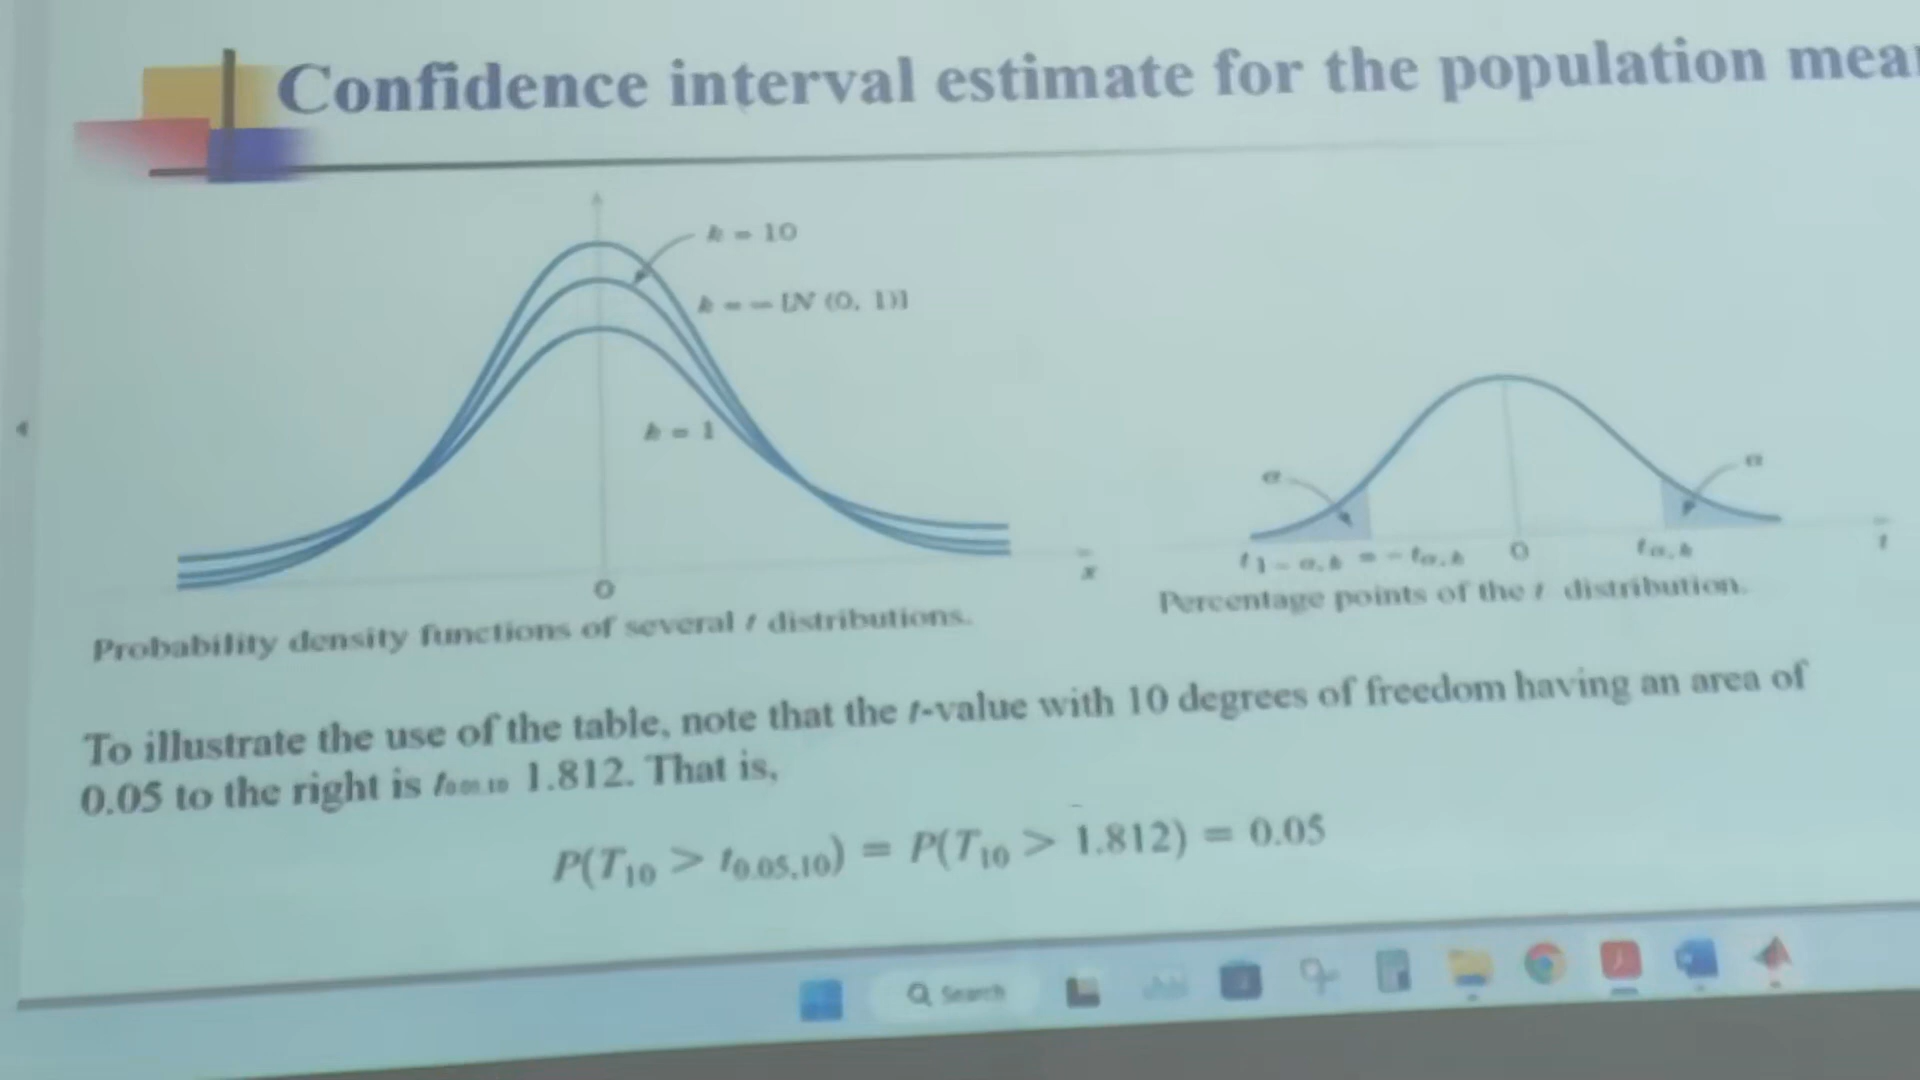 Confidence interval estimate for the population mea
k = 10
[N (0, 1)]
k = 1
α
α
0
x
t1 - α, k = - tα, k
0
tα, k
t
Probability density functions of several t distributions.
Percentage points of the t distribution.
To illustrate the use of the table, note that the t-value with 10 degrees of freedom having an area of
0.05 to the right is 1.812. That is,
P(T10 > t0.05,10) = P(T10 > 1.812) = 0.05
Search